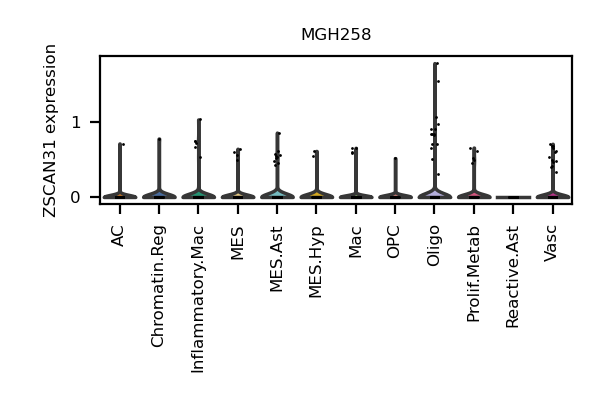 MGH258
ZSCAN31 expression
1
0
AC
Chromatin.Reg
Inflammatory.Mac
MES
MES.Ast
MES.Hyp
Mac
OPC
Oligo
Prolif.Metab
Reactive.Ast
Vasc